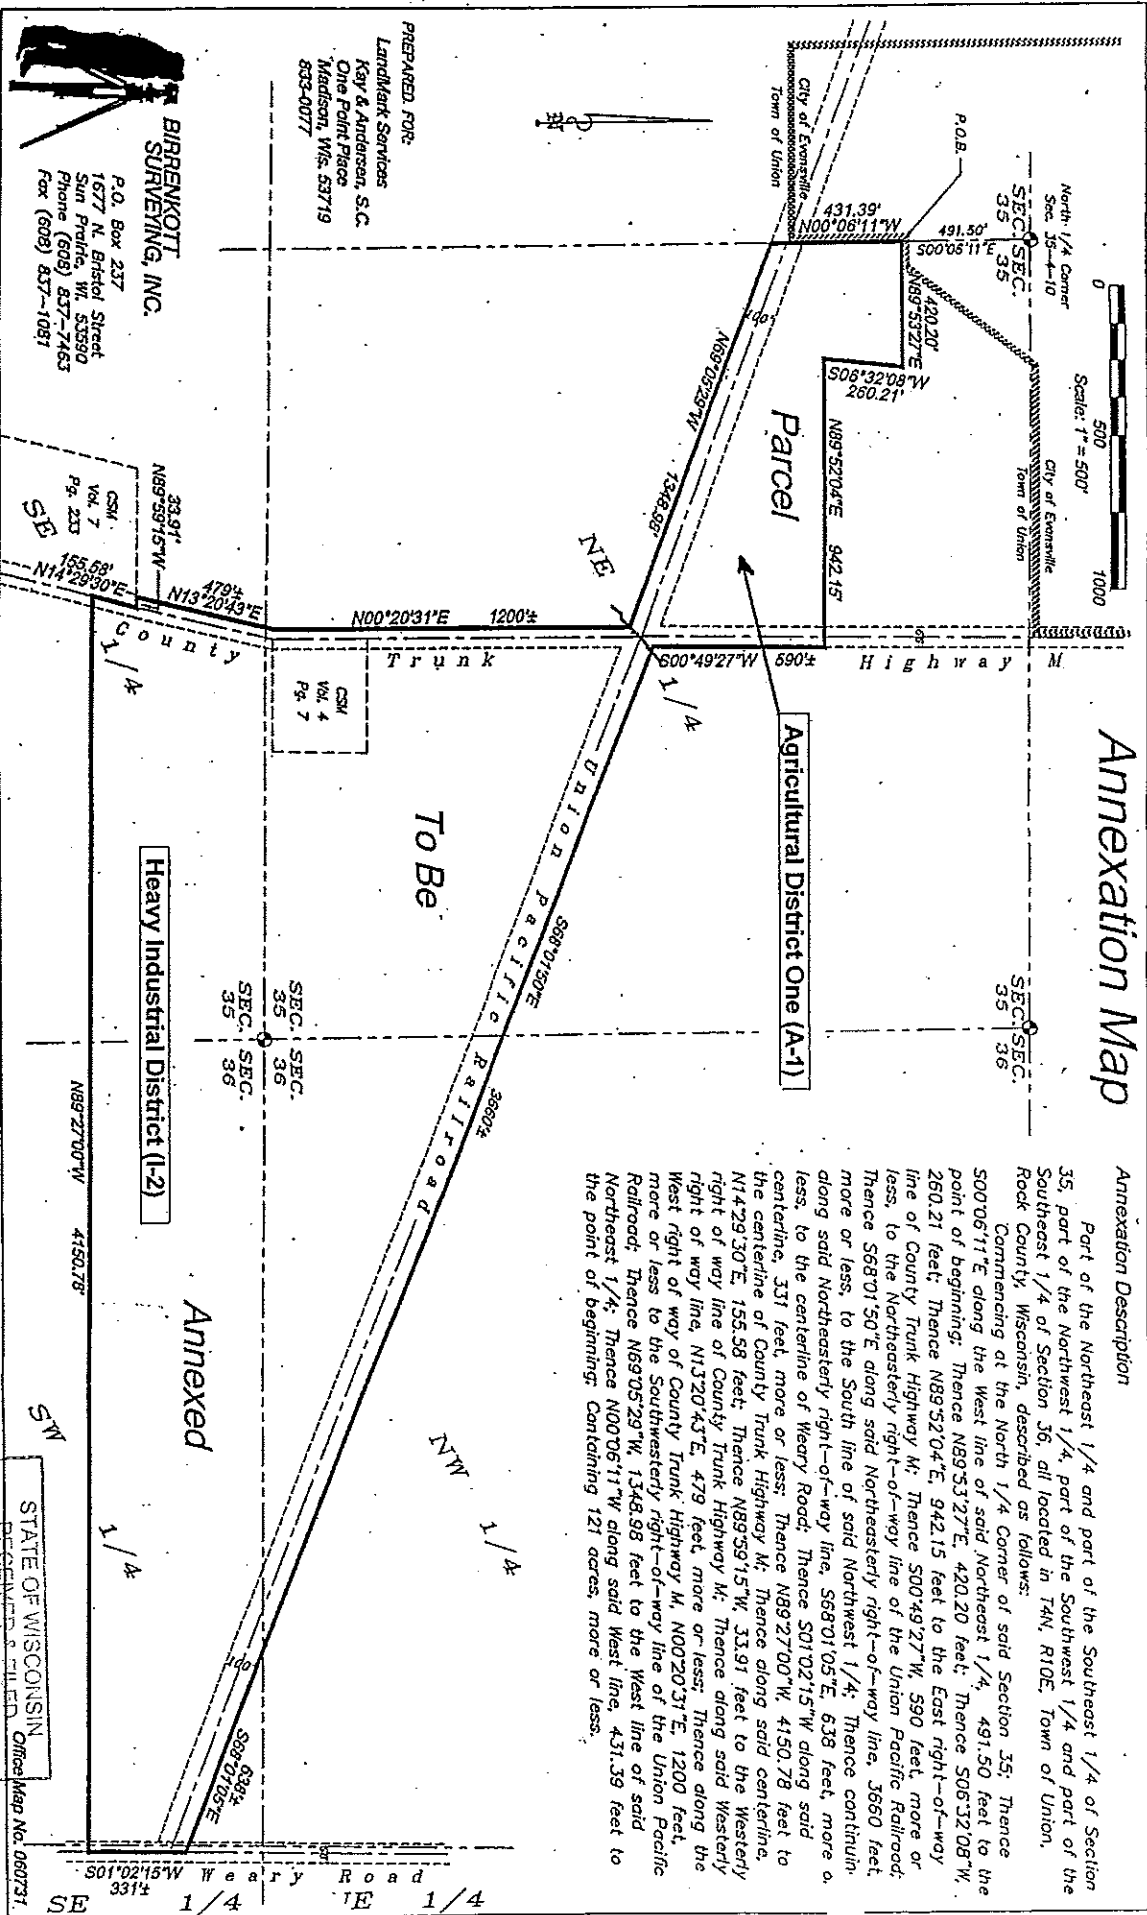 Annexation Map
0 500 1000
Scale: 1" = 500'
North 1/4 Corner
Sec. 35-4-10
SEC. SEC.
35 35
P.O.B.
491.50'
S00°06'11"E
City of Evansville
Town of Union
City of Evansville
Town of Union
431.39'
N00°06'11"W
420.20'
N89°53'27"E
S06°32'08"W
260.21'
N89°52'04"E 942.15'
Parcel
100'
N69°05'29"W 1348.98'
NE
1/4
66'
S00°49'27"W 590'±
County Trunk Highway M
Agricultural District One (A-1)
SEC. SEC.
35 36
N00°20'31"E 1200'±
CSM
Vol. 4
Pg. 7
To Be
Union Pacific Railroad
S68°01'50"E 3660'±
479'±
N13°20'43"E
33.91'
N89°59'15"W
CSM
Vol. 7
Pg. 233
155.58'
N14°29'30"E
SE
1/4
SEC. SEC.
35 36
SEC. SEC.
35 36
Heavy Industrial District (I-2)
N89°27'00"W 4150.78'
Annexed
NW
1/4
SW
1/4
100'
638'±
S68°01'05"E
S01°02'15"W
331'±
Weary Road
SE 1/4
1/4
PREPARED FOR:
LandMark Services
Kay & Andersen, S.C.
One Point Place
Madison, Wis. 53719
833-0077
BIRRENKOTT
SURVEYING, INC.
P.O. Box 237
1677 N. Bristol Street
Sun Prairie, WI. 53590
Phone (608) 837-7463
Fax (608) 837-1081
Annexation Description
Part of the Northeast 1/4 and part of the Southeast 1/4 of Section
35, part of the Northwest 1/4, part of the Southwest 1/4 and part of the
Southeast 1/4 of Section 36, all located in T4N, R10E, Town of Union,
Rock County, Wisconsin, described as follows:
Commencing at the North 1/4 Corner of said Section 35; Thence
S00°06'11"E along the West line of said Northeast 1/4, 491.50 feet to the
point of beginning; Thence N89°53'27"E, 420.20 feet; Thence S06°32'08"W,
260.21 feet; Thence N89°52'04"E, 942.15 feet to the East right-of-way
line of County Trunk Highway M; Thence S00°49'27"W, 590 feet, more or
less, to the Northeasterly right-of-way line of the Union Pacific Railroad;
Thence S68°01'50"E along said Northeasterly right-of-way line, 3660 feet,
more or less, to the South line of said Northwest 1/4; Thence continuin
along said Northeasterly right-of-way line, S68°01'05"E, 638 feet, more o
less, to the centerline of Weary Road; Thence S01°02'15"W along said
centerline, 331 feet, more or less; Thence N89°27'00"W, 4150.78 feet to
the centerline of County Trunk Highway M; Thence along said centerline,
N14°29'30"E, 155.58 feet; Thence N89°59'15"W, 33.91 feet to the Westerly
right of way line of County Trunk Highway M; Thence along said Westerly
right of way line, N13°20'43"E, 479 feet, more or less; Thence along the
West right of way of County Trunk Highway M, N00°20'31"E, 1200 feet,
more or less to the Southwesterly right-of-way line of the Union Pacific
Railroad; Thence N69°05'29"W, 1348.98 feet to the West line of said
Northeast 1/4; Thence N00°06'11"W along said West line, 431.39 feet to
the point of beginning; Containing 121 acres, more or less.
STATE OF WISCONSIN
RECEIVED & FILED
Office Map No. 060731